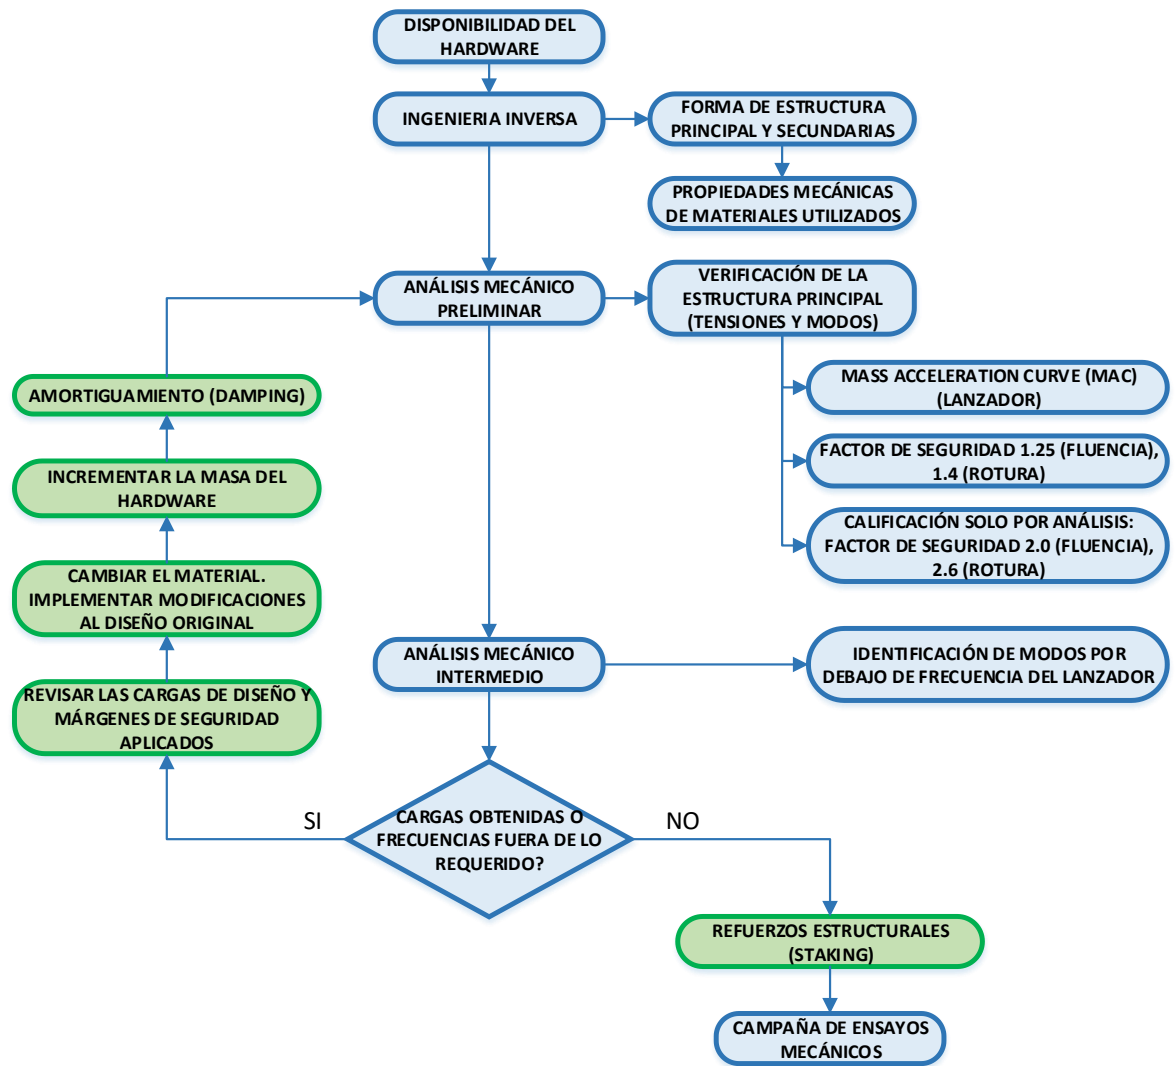 DISPONIBILIDAD DEL
HARDWARE
INGENIERIA INVERSA
FORMA DE ESTRUCTURA
PRINCIPAL Y SECUNDARIAS
PROPIEDADES MECÁNICAS
DE MATERIALES UTILIZADOS
ANÁLISIS MECÁNICO
PRELIMINAR
VERIFICACIÓN DE LA
ESTRUCTURA PRINCIPAL
(TENSIONES Y MODOS)
MASS ACCELERATION CURVE (MAC)
(LANZADOR)
FACTOR DE SEGURIDAD 1.25 (FLUENCIA),
1.4 (ROTURA)
CALIFICACIÓN SOLO POR ANÁLISIS:
FACTOR DE SEGURIDAD 2.0 (FLUENCIA),
2.6 (ROTURA)
AMORTIGUAMIENTO (DAMPING)
INCREMENTAR LA MASA DEL
HARDWARE
CAMBIAR EL MATERIAL.
IMPLEMENTAR MODIFICACIONES
AL DISEÑO ORIGINAL
REVISAR LAS CARGAS DE DISEÑO Y
MÁRGENES DE SEGURIDAD
APLICADOS
ANÁLISIS MECÁNICO
INTERMEDIO
IDENTIFICACIÓN DE MODOS POR
DEBAJO DE FRECUENCIA DEL LANZADOR
SI
CARGAS OBTENIDAS O
FRECUENCIAS FUERA DE LO
REQUERIDO?
NO
REFUERZOS ESTRUCTURALES
(STAKING)
CAMPAÑA DE ENSAYOS
MECÁNICOS